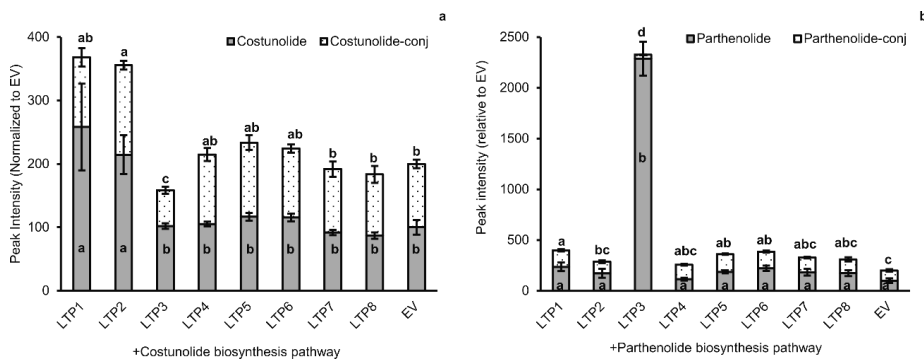 a
Costunolide Costunolide-conj
Peak Intensity (Normalized to EV)
400
300
200
100
0
ab a c ab ab ab b b b
a a b b b b b b b
LTP1 LTP2 LTP3 LTP4 LTP5 LTP6 LTP7 LTP8 EV
+Costunolide biosynthesis pathway
b
Parthenolide Parthenolide-conj
Peak intensity (relative to EV)
2500
2000
1500
1000
500
0
a bc d abc ab ab abc abc c
a a b a a a a a a
LTP1 LTP2 LTP3 LTP4 LTP5 LTP6 LTP7 LTP8 EV
+Parthenolide biosynthesis pathway